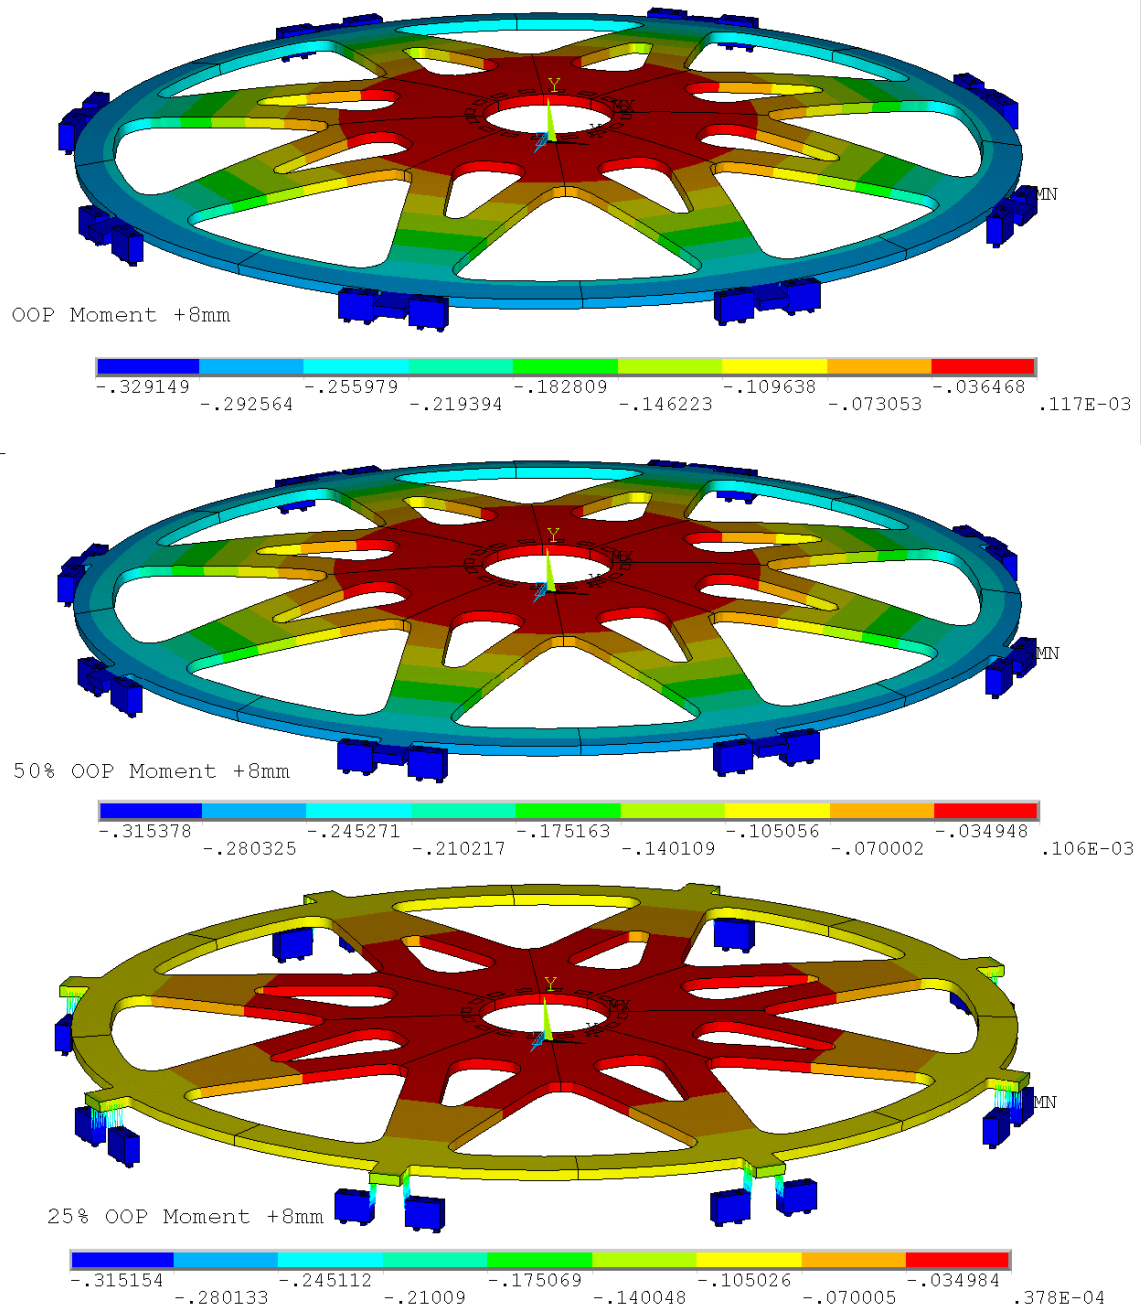 Y
MX
X
Z
MN
OOP Moment +8mm
-.329149 -.255979 -.182809 -.109638 -.036468
-.292564 -.219394 -.146223 -.073053 .117E-03
Y
MX
X
Z
MN
50% OOP Moment +8mm
-.315378 -.245271 -.175163 -.105056 -.034948
-.280325 -.210217 -.140109 -.070002 .106E-03
Y
MX
X
Z
MN
25% OOP Moment +8mm
-.315154 -.245112 -.175069 -.105026 -.034984
-.280133 -.21009 -.140048 -.070005 .378E-04